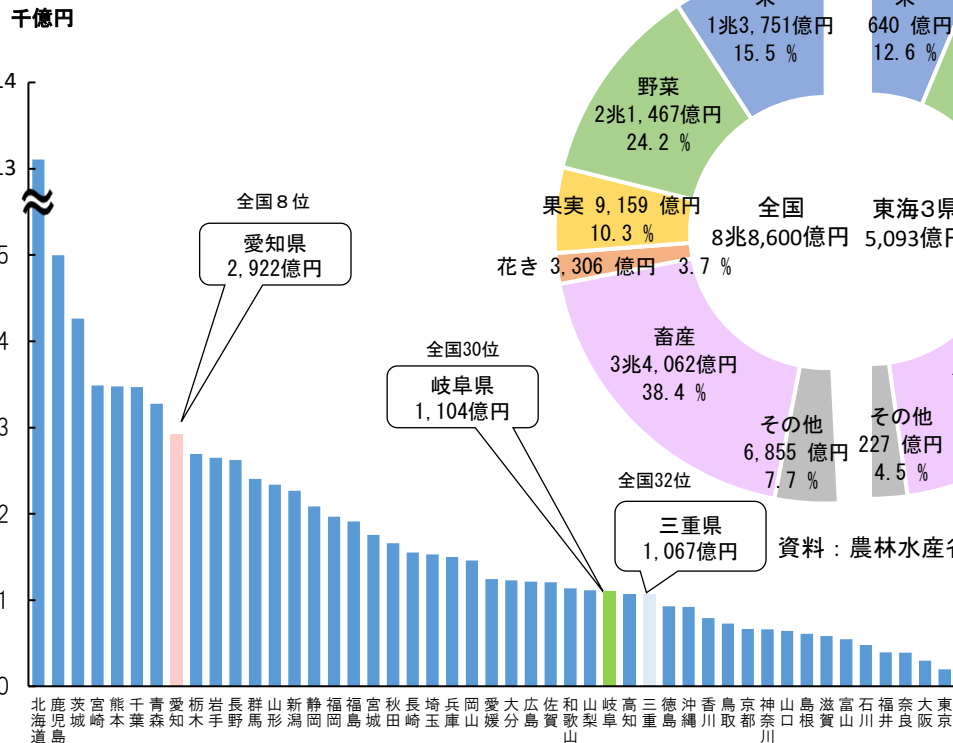 千億円
14
13
5
4
3
2
1
0
全国8位
愛知県
2,922億円
全国30位
岐阜県
1,104億円
全国32位
三重県
1,067億円
1兆3,751億円
15.5 %
野菜
2兆1,467億円
24.2 %
果実 9,159 億円
10.3 %
花き 3,306 億円 3.7 %
畜産
3兆4,062億円
38.4 %
その他
6,855 億円
7.7 %
全国
8兆8,600億円
640 億円
12.6 %
東海3県
5,093億円
その他
227 億円
4.5 %
資料：農林水産省
北海道
鹿児島
茨城
宮崎
熊本
千葉
青森
愛知
栃木
岩手
長野
群馬
山形
新潟
静岡
福岡
福島
宮城
秋田
長崎
埼玉
兵庫
岡山
愛媛
大分
広島
佐賀
和歌山
山梨
岐阜
高知
三重
徳島
沖縄
香川
鳥取
京都
神奈川
山口
島根
滋賀
富山
石川
福井
奈良
大阪
東京